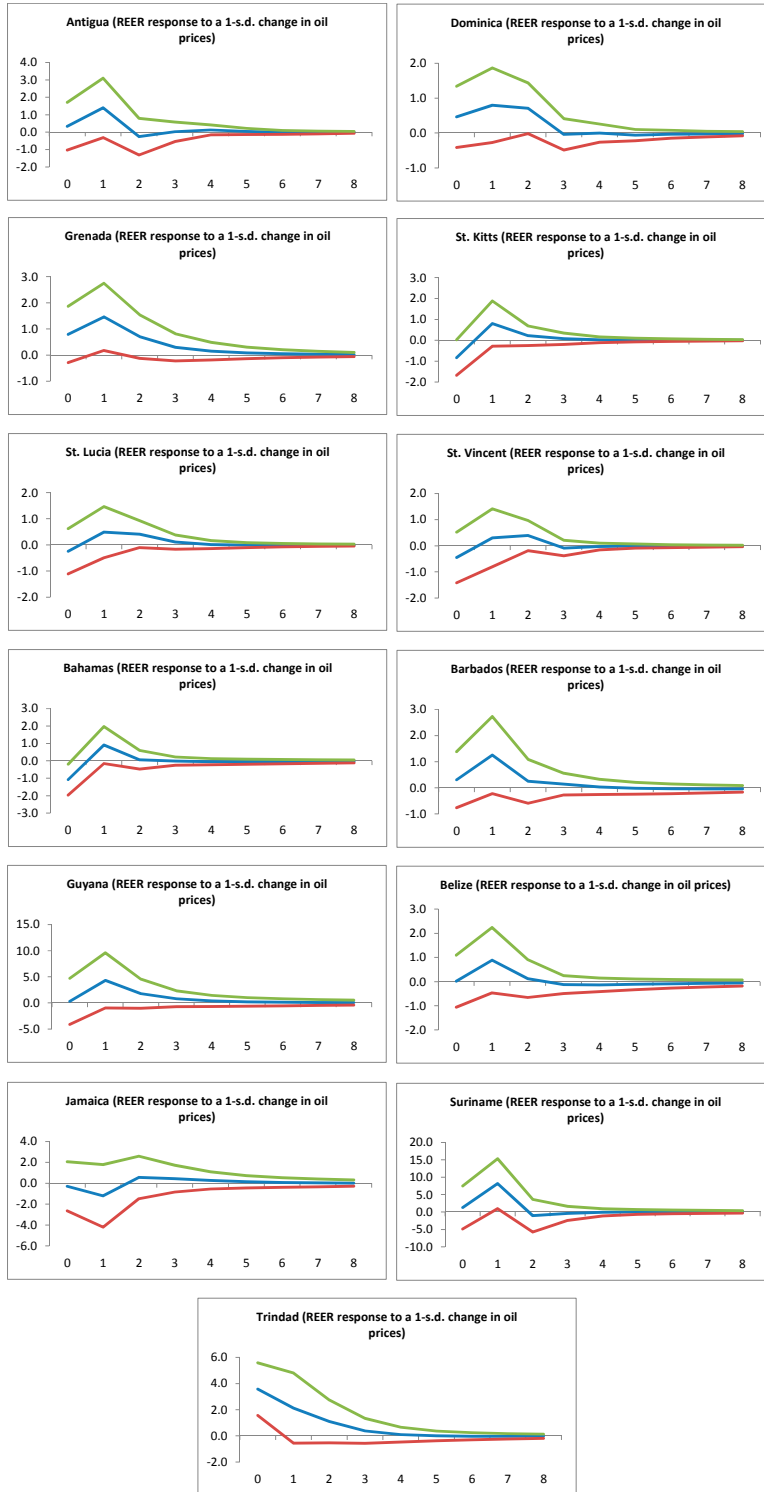 Antigua (REER response to a 1-s.d. change in oil
prices)
4.0
3.0
2.0
1.0
0.0
-1.0
-2.0
0 1 2 3 4 5 6 7 8
Dominica (REER response to a 1-s.d. change in oil
prices)
2.0
1.0
0.0
-1.0
0 1 2 3 4 5 6 7 8
Grenada (REER response to a 1-s.d. change in oil
prices)
3.0
2.0
1.0
0.0
-1.0
0 1 2 3 4 5 6 7 8
St. Kitts (REER response to a 1-s.d. change in oil
prices)
3.0
2.0
1.0
0.0
-1.0
-2.0
0 1 2 3 4 5 6 7 8
St. Lucia (REER response to a 1-s.d. change in oil
prices)
2.0
1.0
0.0
-1.0
-2.0
0 1 2 3 4 5 6 7 8
St. Vincent (REER response to a 1-s.d. change in oil
prices)
2.0
1.0
0.0
-1.0
-2.0
0 1 2 3 4 5 6 7 8
Bahamas (REER response to a 1-s.d. change in oil
prices)
3.0
2.0
1.0
0.0
-1.0
-2.0
-3.0
0 1 2 3 4 5 6 7 8
Barbados (REER response to a 1-s.d. change in oil
prices)
3.0
2.0
1.0
0.0
-1.0
0 1 2 3 4 5 6 7 8
Guyana (REER response to a 1-s.d. change in oil
prices)
15.0
10.0
5.0
0.0
-5.0
0 1 2 3 4 5 6 7 8
Belize (REER response to a 1-s.d. change in oil prices)
3.0
2.0
1.0
0.0
-1.0
-2.0
0 1 2 3 4 5 6 7 8
Jamaica (REER response to a 1-s.d. change in oil
prices)
4.0
2.0
0.0
-2.0
-4.0
-6.0
0 1 2 3 4 5 6 7 8
Suriname (REER response to a 1-s.d. change in oil
prices)
20.0
15.0
10.0
5.0
0.0
-5.0
-10.0
0 1 2 3 4 5 6 7 8
Trindad (REER response to a 1-s.d. change in oil
prices)
6.0
4.0
2.0
0.0
-2.0
0 1 2 3 4 5 6 7 8